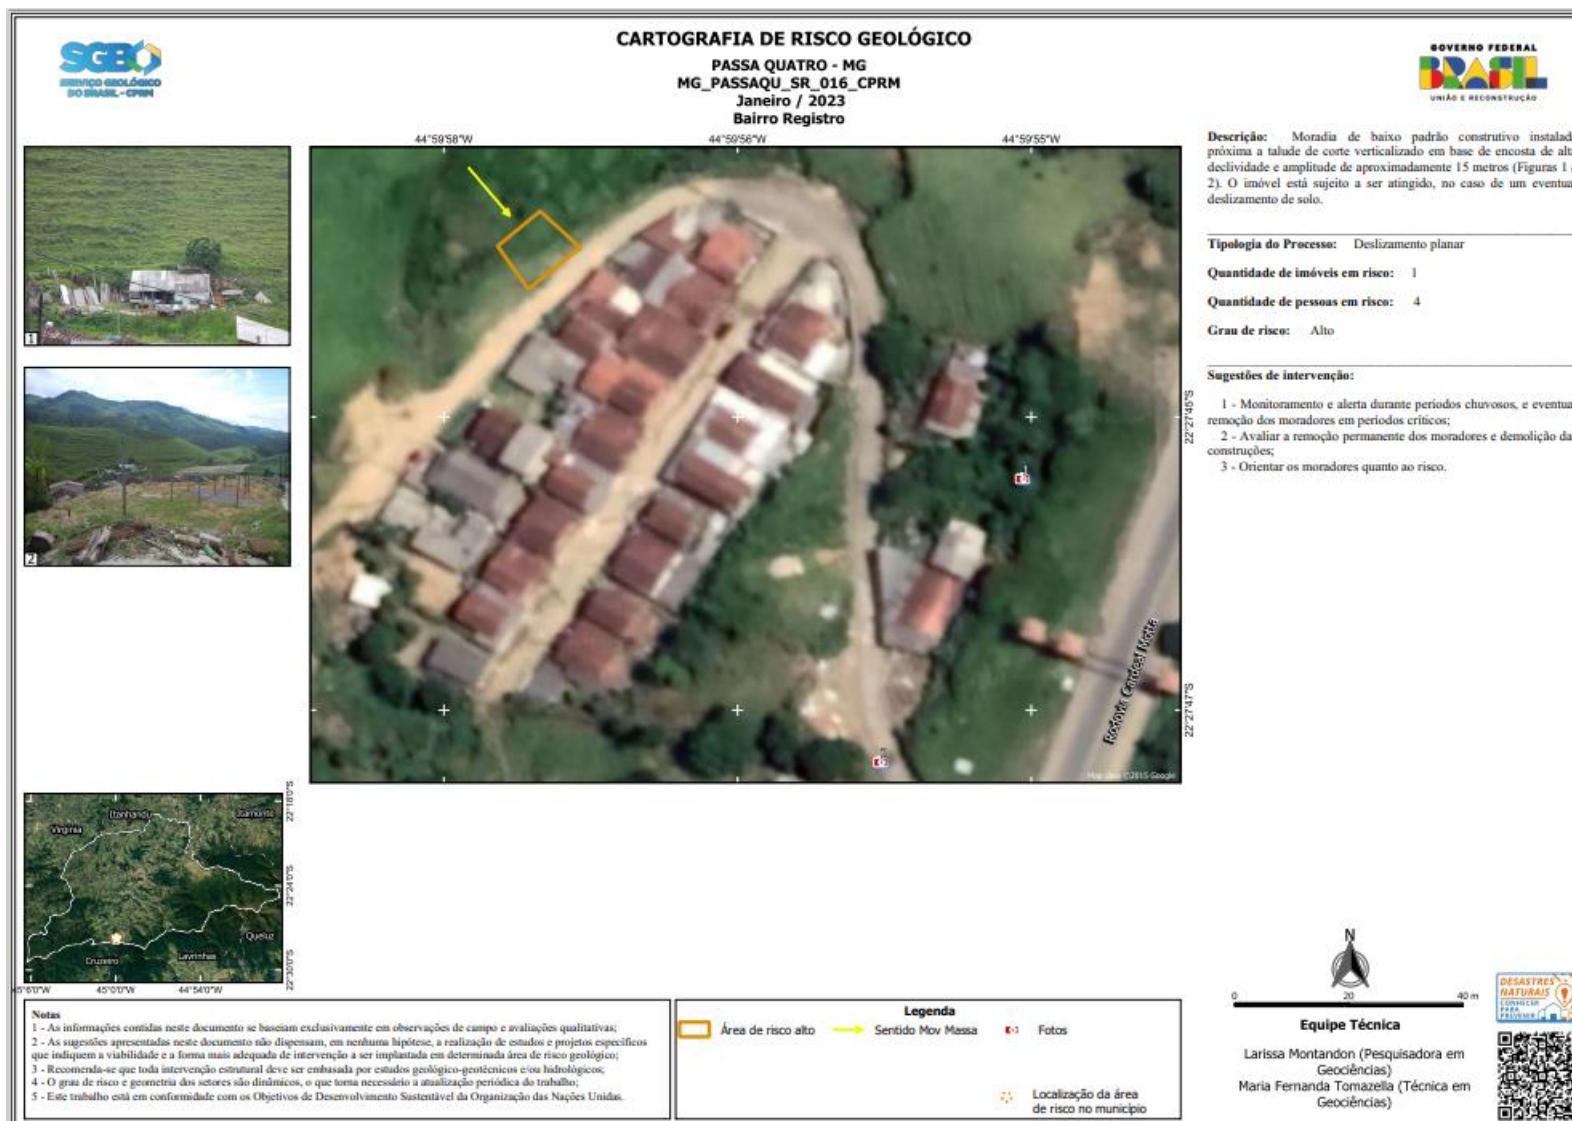 SGB
SERVIÇO GEOLÓGICO
DO BRASIL - CPRM
CARTOGRAFIA DE RISCO GEOLÓGICO
PASSA QUATRO - MG
MG_PASSAQU_SR_016_CPRM
Janeiro / 2023
Bairro Registro
GOVERNO FEDERAL
BRASIL
UNIÃO E RECONSTRUÇÃO
44°59'58"W
44°59'56"W
44°59'55"W
1
2
22°27'45"S
22°27'47"S
1
Rodovia Cardeal Motta
Map data ©2015 Google
Descrição: Moradia de baixo padrão construtivo instalad
próxima a talude de corte verticalizado em base de encosta de alt
declividade e amplitude de aproximadamente 15 metros (Figuras 1
2). O imóvel está sujeito a ser atingido, no caso de um eventua
deslizamento de solo.
Tipologia do Processo: Deslizamento planar
Quantidade de imóveis em risco: 1
Quantidade de pessoas em risco: 4
Grau de risco: Alto
Sugestões de intervenção:
1 - Monitoramento e alerta durante períodos chuvosos, e eventua
remoção dos moradores em períodos críticos;
2 - Avaliar a remoção permanente dos moradores e demolição da
construções;
3 - Orientar os moradores quanto ao risco.
Virginia
Itanhandu
Itamonte
Queluz
Cruzeiro
Lavrinhas
22°18'0"S
22°24'0"S
22°30'0"S
45°6'0"W
45°0'0"W
44°54'0"W
Notas
1 - As informações contidas neste documento se baseiam exclusivamente em observações de campo e avaliações qualitativas;
2 - As sugestões apresentadas neste documento não dispensam, em nenhuma hipótese, a realização de estudos e projetos específicos
que indiquem a viabilidade e a forma mais adequada de intervenção a ser implantada em determinada área de risco geológico;
3 - Recomenda-se que toda intervenção estrutural deve ser embasada por estudos geológico-geotécnicos e/ou hidrológicos;
4 - O grau de risco e geometria dos setores são dinâmicos, o que torna necessário a atualização periódica do trabalho;
5 - Este trabalho está em conformidade com os Objetivos de Desenvolvimento Sustentável da Organização das Nações Unidas.
Legenda
Área de risco alto
Sentido Mov Massa
Fotos
Localização da área
de risco no município
N
0
20
40 m
Equipe Técnica
Larissa Montandon (Pesquisadora em
Geociências)
Maria Fernanda Tomazella (Técnica em
Geociências)
DESASTRES
NATURAIS
CONHECER
PARA
PREVENIR